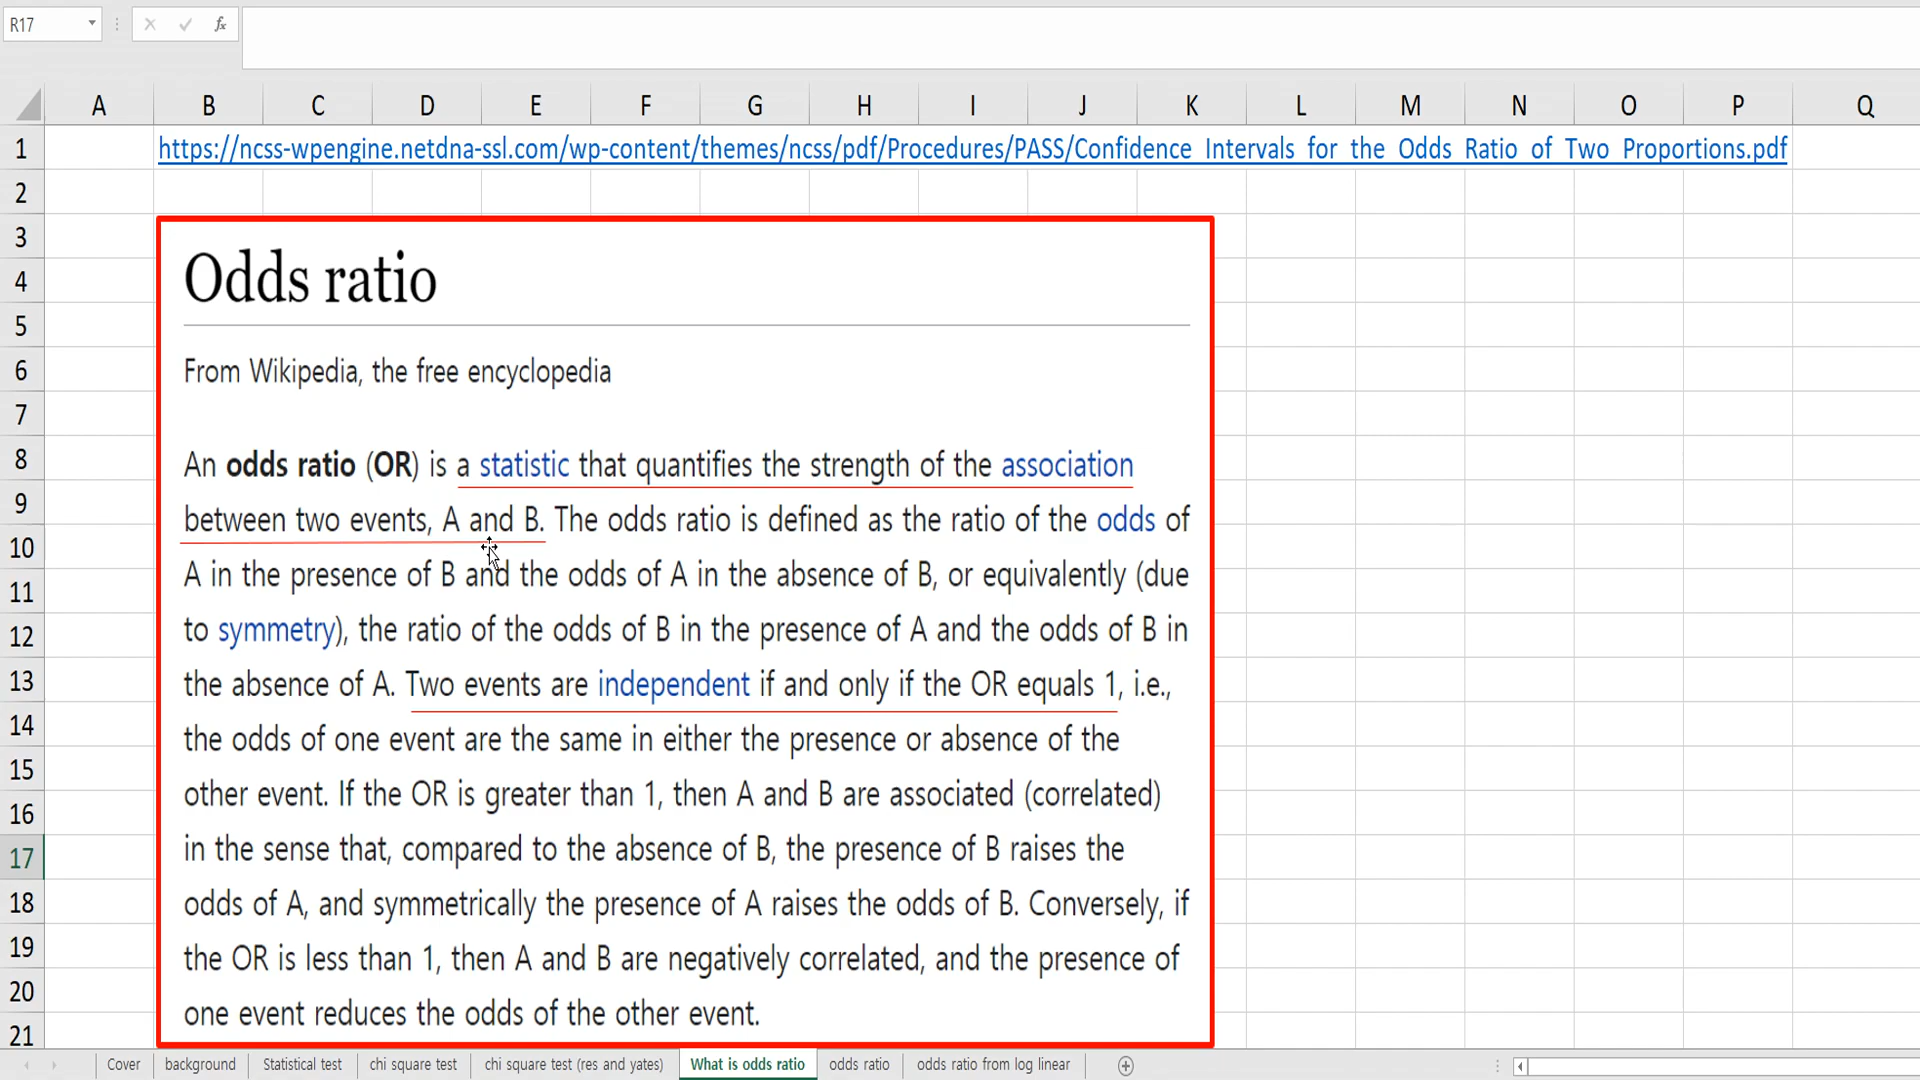 R17
fx
A B C D E F G H I J K L M N O P Q
1 https://ncss-wpengine.netdna-ssl.com/wp-content/themes/ncss/pdf/Procedures/PASS/Confidence_Intervals_for_the_Odds_Ratio_of_Two_Proportions.pdf
2
3
Odds ratio
4
5
6 From Wikipedia, the free encyclopedia
7
8 An odds ratio (OR) is a statistic that quantifies the strength of the association
9 between two events, A and B. The odds ratio is defined as the ratio of the odds of
10
11 A in the presence of B and the odds of A in the absence of B, or equivalently (due
12 to symmetry), the ratio of the odds of B in the presence of A and the odds of B in
13 the absence of A. Two events are independent if and only if the OR equals 1, i.e.,
14 the odds of one event are the same in either the presence or absence of the
15
16 other event. If the OR is greater than 1, then A and B are associated (correlated)
17 in the sense that, compared to the absence of B, the presence of B raises the
18 odds of A, and symmetrically the presence of A raises the odds of B. Conversely, if
19 the OR is less than 1, then A and B are negatively correlated, and the presence of
20 one event reduces the odds of the other event.
21
Cover background Statistical test chi square test chi square test (res and yates) What is odds ratio odds ratio odds ratio from log linear